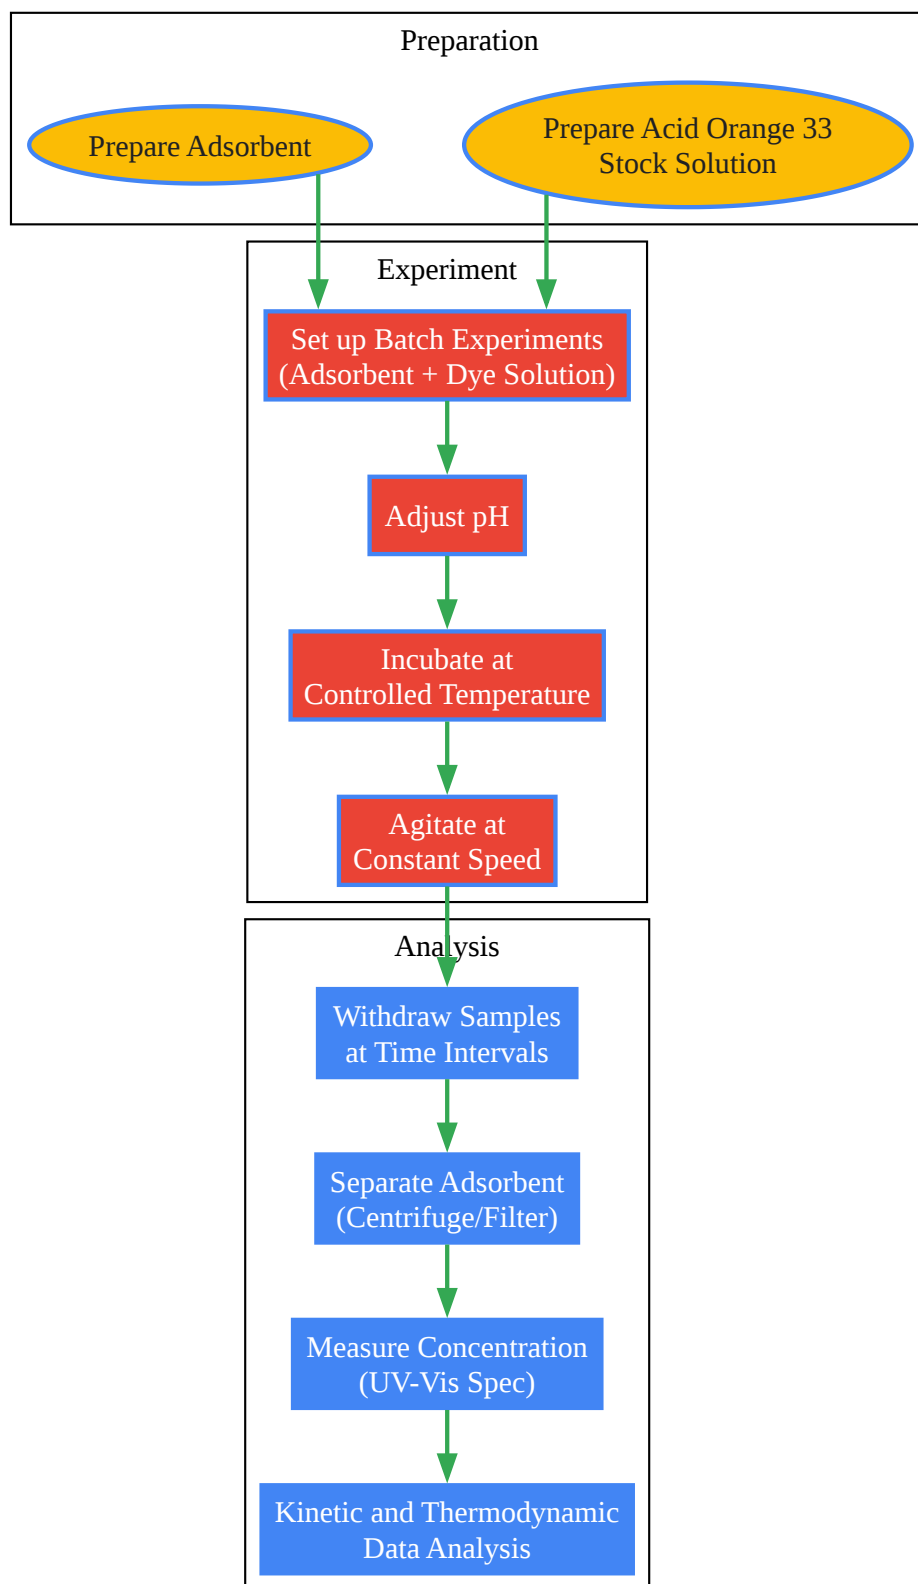 Preparation
Prepare Adsorbent
Prepare Acid Orange 33
Stock Solution
Experiment
Set up Batch Experiments
(Adsorbent + Dye Solution)
Adjust pH
Incubate at
Controlled Temperature
Agitate at
Constant Speed
Analysis
Withdraw Samples
at Time Intervals
Separate Adsorbent
(Centrifuge/Filter)
Measure Concentration
(UV-Vis Spec)
Kinetic and Thermodynamic
Data Analysis